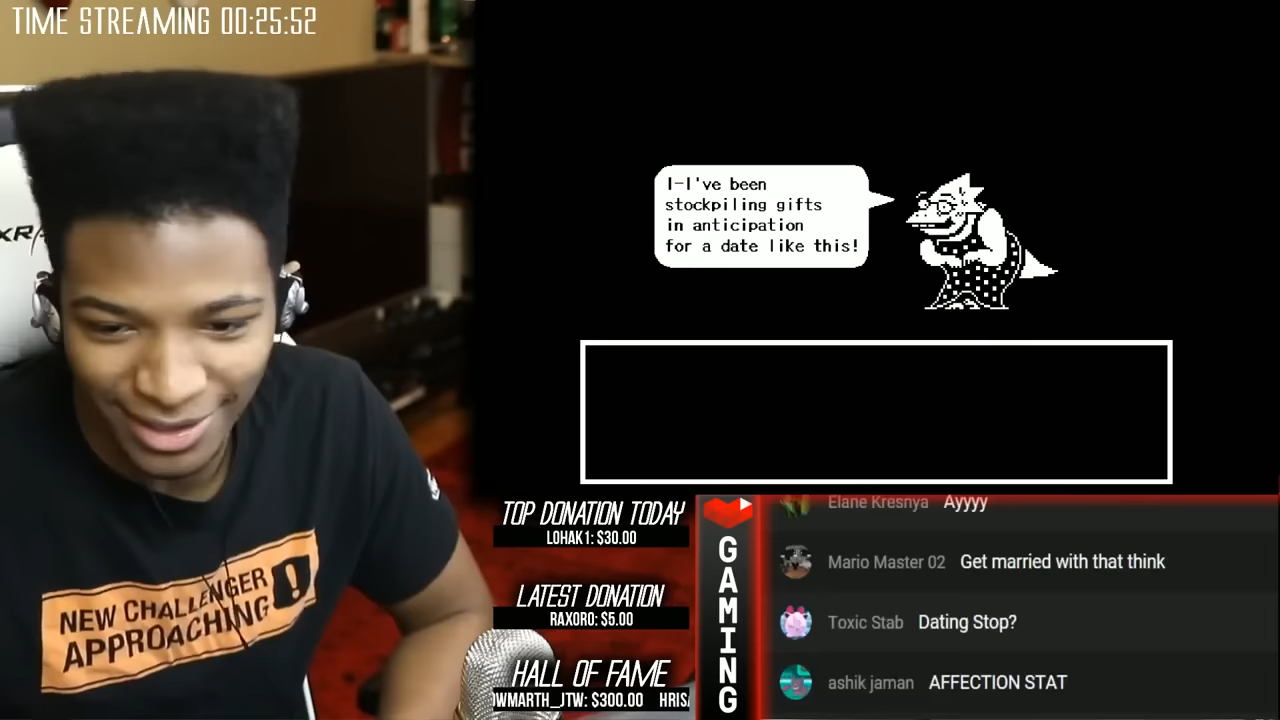 TIME STREAMING 00:25:52
XR
I-I've been
stockpiling gifts
in anticipation
for a date like this!
NEW CHALLENGER
APPROACHING!
TOP DONATION TODAY
LOHAK1: $30.00
LATEST DONATION
RAXORO: $5.00
HALL OF FAME
OWMARTH_JTW: $300.00 HRIS
GAMING
Elane Kresnya Ayyyy
Mario Master 02 Get married with that think
Toxic Stab Dating Stop?
ashik jaman AFFECTION STAT